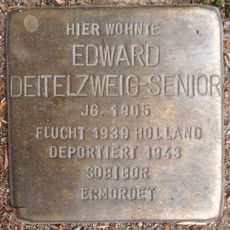 HIER WOHNTE
EDWARD
DEITELZWEIG-SENIOR
JG. 1905
FLUCHT 1939 HOLLAND
DEPORTIERT 1943
SOBIBOR
ERMORDET